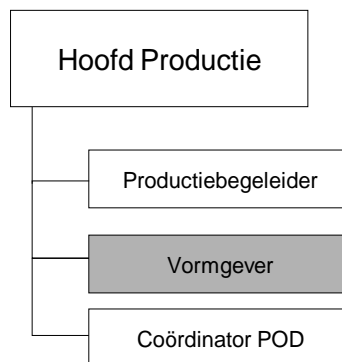 Hoofd Productie
Productiebegeleider
Vormgever
Coördinator POD